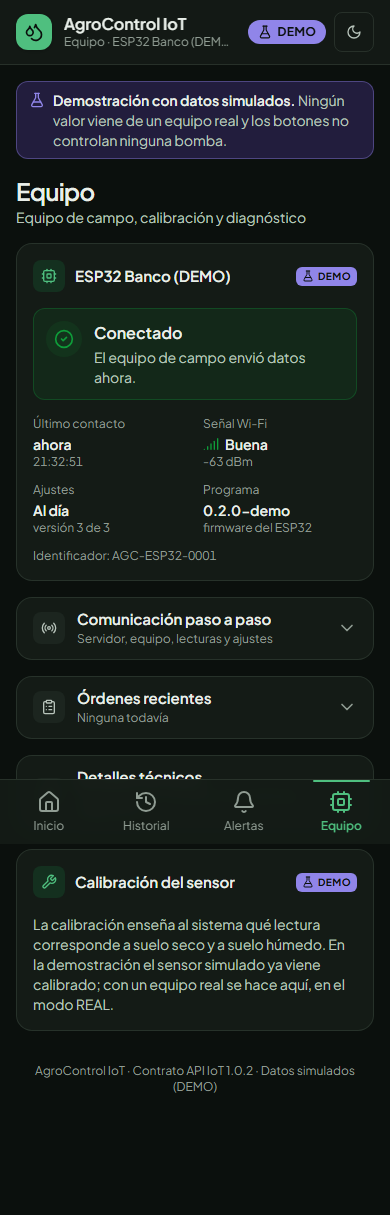 AgroControl IoT
Equipo · ESP32 Banco (DEM...
DEMO
Demostración con datos simulados. Ningún
valor viene de un equipo real y los botones no
controlan ninguna bomba.
Equipo
Equipo de campo, calibración y diagnóstico
ESP32 Banco (DEMO)
DEMO
Conectado
El equipo de campo envió datos
ahora.
Último contacto
ahora
21:32:51
Señal Wi-Fi
Buena
-63 dBm
Ajustes
Al día
versión 3 de 3
Programa
0.2.0-demo
firmware del ESP32
Identificador: AGC-ESP32-0001
Comunicación paso a paso
Servidor, equipo, lecturas y ajustes
Órdenes recientes
Ninguna todavía
Detalles técnicos
Inicio
Historial
Alertas
Equipo
Calibración del sensor
DEMO
La calibración enseña al sistema qué lectura
corresponde a suelo seco y a suelo húmedo. En
la demostración el sensor simulado ya viene
calibrado; con un equipo real se hace aquí, en el
modo REAL.
AgroControl IoT · Contrato API IoT 1.0.2 · Datos simulados
(DEMO)